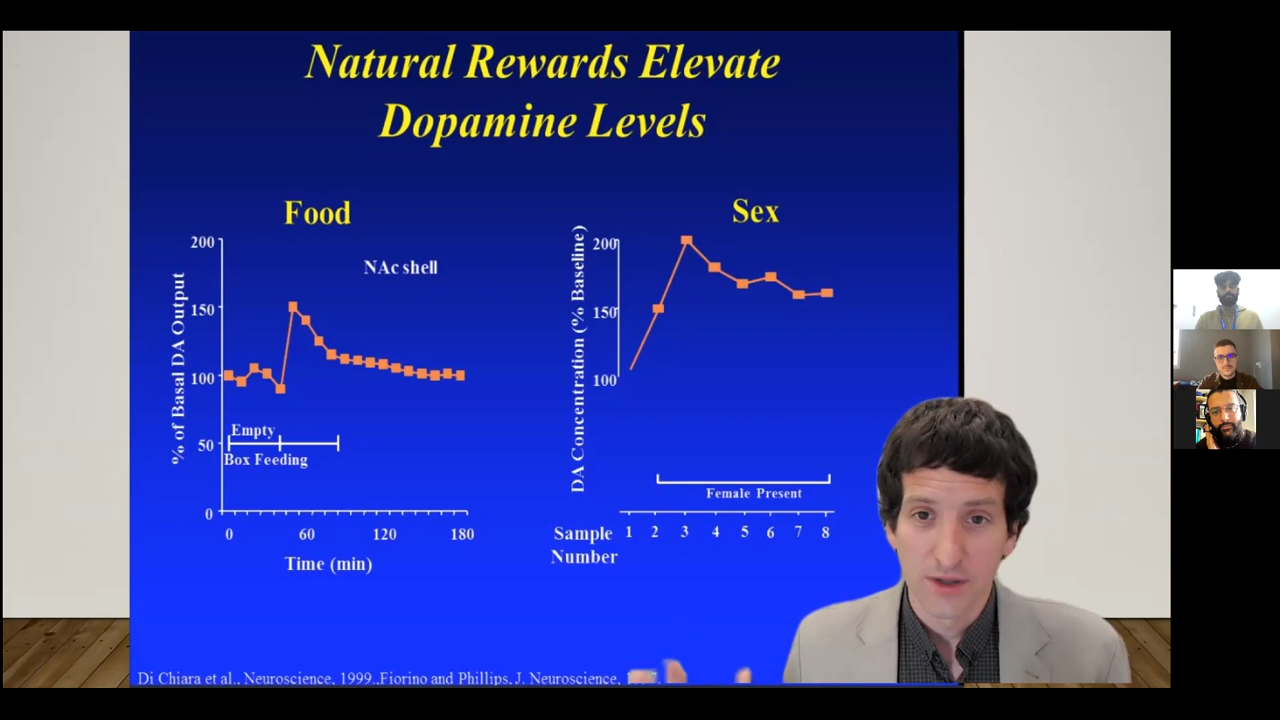 Natural Rewards Elevate
Dopamine Levels
Food
200
150
100
50
0
% of Basal DA Output
NAc shell
Empty
Box Feeding
0 60 120 180
Time (min)
Sex
200
150
100
DA Concentration (% Baseline)
Female Present
Sample
Number
1 2 3 4 5 6 7 8
Di Chiara et al., Neuroscience, 1999.,Fiorino and Phillips, J. Neuroscience,